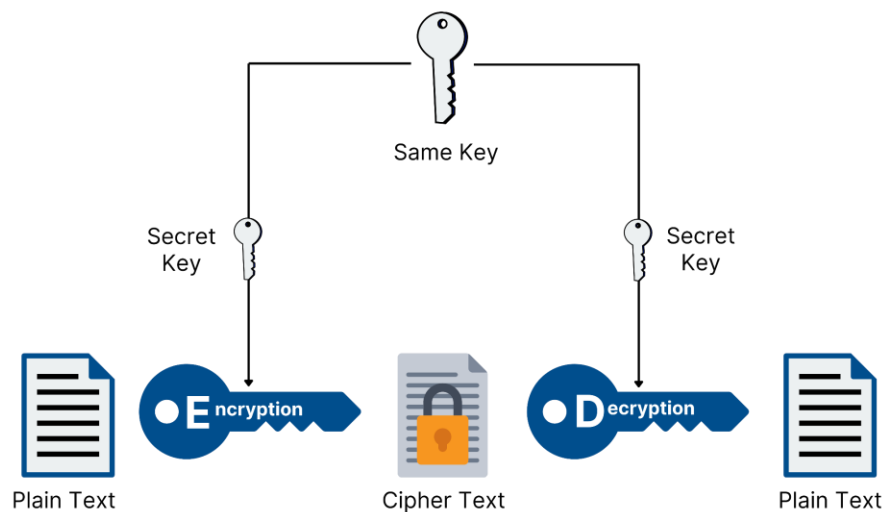 Same Key
Secret
Key
Secret
Key
Encryption
Decryption
Plain Text
Cipher Text
Plain Text